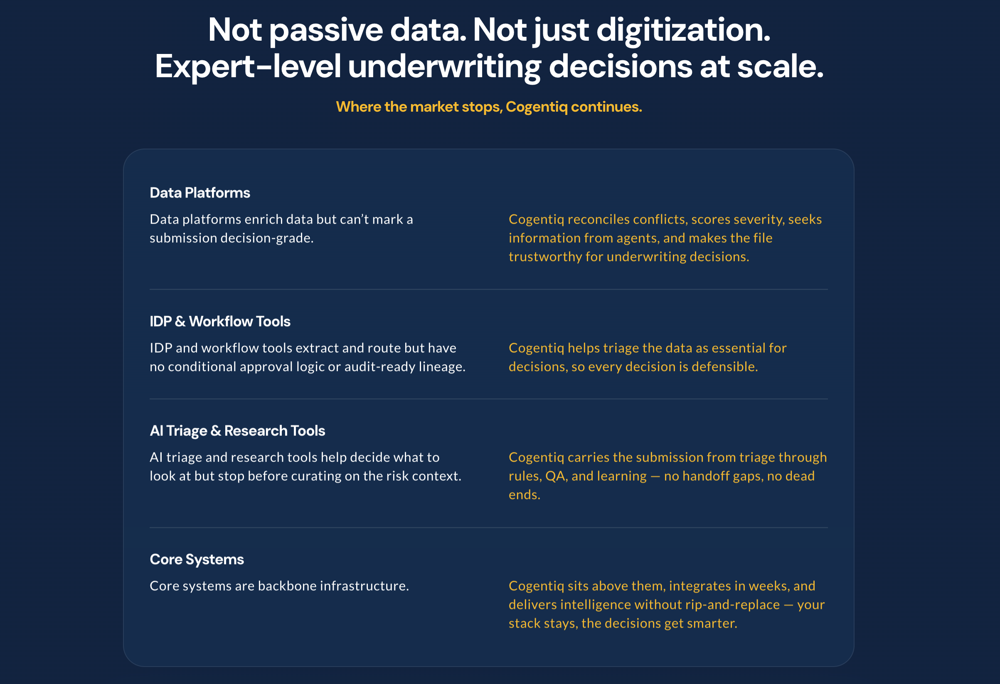 Not passive data. Not just digitization.
Expert-level underwriting decisions at scale.
Where the market stops, Cogentiq continues.
Data Platforms
Data platforms enrich data but can’t mark a
submission decision-grade.
Cogentiq reconciles conflicts, scores severity, seeks
information from agents, and makes the file
trustworthy for underwriting decisions.
IDP & Workflow Tools
IDP and workflow tools extract and route but have
no conditional approval logic or audit-ready lineage.
Cogentiq helps triage the data as essential for
decisions, so every decision is defensible.
AI Triage & Research Tools
AI triage and research tools help decide what to
look at but stop before curating on the risk context.
Cogentiq carries the submission from triage through
rules, QA, and learning — no handoff gaps, no dead
ends.
Core Systems
Core systems are backbone infrastructure.
Cogentiq sits above them, integrates in weeks, and
delivers intelligence without rip-and-replace — your
stack stays, the decisions get smarter.